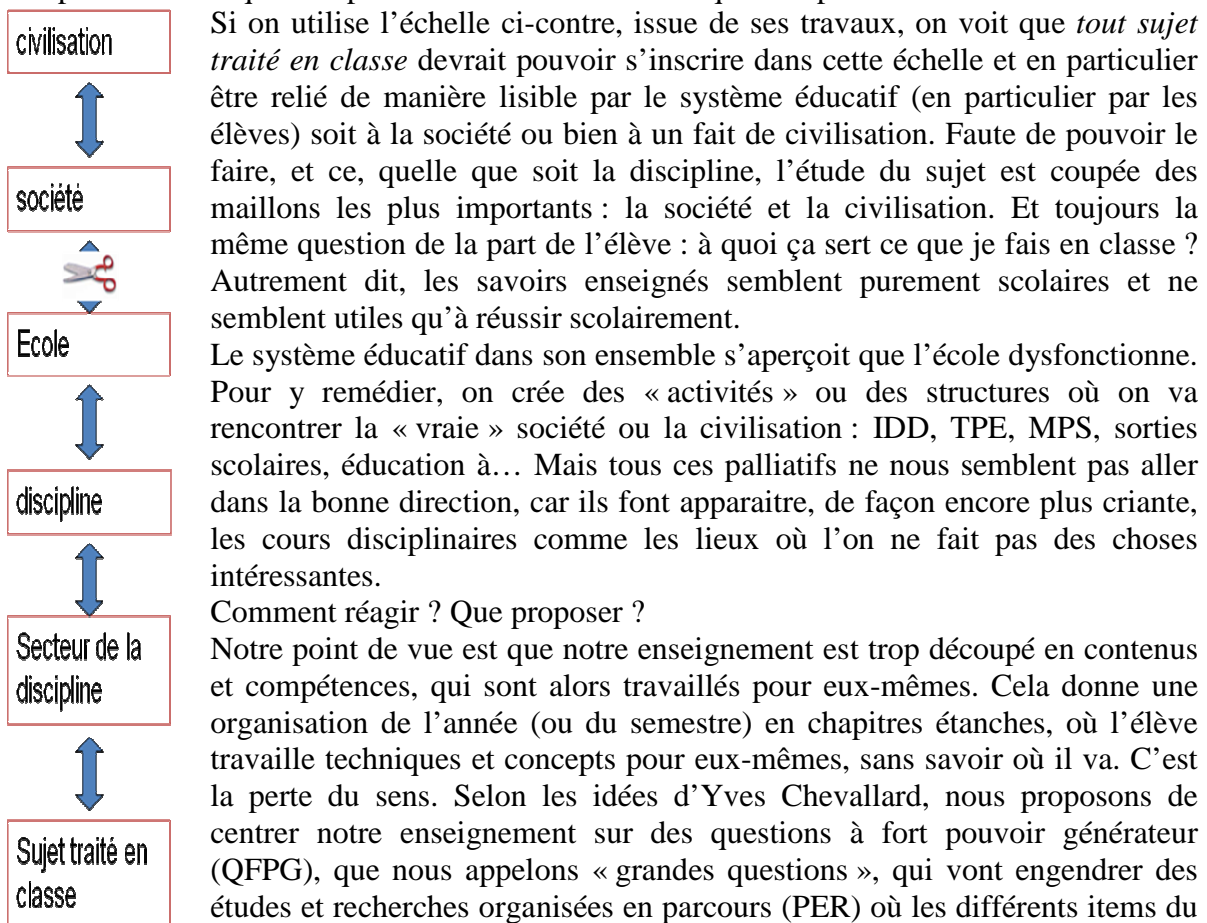 civilisation
société
Ecole
discipline
Secteur de la
discipline
Sujet traité en
classe
Si on utilise l’échelle ci-contre, issue de ses travaux, on voit que tout sujet
traité en classe devrait pouvoir s’inscrire dans cette échelle et en particulier
être relié de manière lisible par le système éducatif (en particulier par les
élèves) soit à la société ou bien à un fait de civilisation. Faute de pouvoir le
faire, et ce, quelle que soit la discipline, l’étude du sujet est coupée des
maillons les plus importants : la société et la civilisation. Et toujours la
même question de la part de l’élève : à quoi ça sert ce que je fais en classe ?
Autrement dit, les savoirs enseignés semblent purement scolaires et ne
semblent utiles qu’à réussir scolairement.
Le système éducatif dans son ensemble s’aperçoit que l’école dysfonctionne.
Pour y remédier, on crée des « activités » ou des structures où on va
rencontrer la « vraie » société ou la civilisation : IDD, TPE, MPS, sorties
scolaires, éducation à… Mais tous ces palliatifs ne nous semblent pas aller
dans la bonne direction, car ils font apparaitre, de façon encore plus criante,
les cours disciplinaires comme les lieux où l’on ne fait pas des choses
intéressantes.
Comment réagir ? Que proposer ?
Notre point de vue est que notre enseignement est trop découpé en contenus
et compétences, qui sont alors travaillés pour eux-mêmes. Cela donne une
organisation de l’année (ou du semestre) en chapitres étanches, où l’élève
travaille techniques et concepts pour eux-mêmes, sans savoir où il va. C’est
la perte du sens. Selon les idées d’Yves Chevallard, nous proposons de
centrer notre enseignement sur des questions à fort pouvoir générateur
(QFPG), que nous appelons « grandes questions », qui vont engendrer des
études et recherches organisées en parcours (PER) où les différents items du